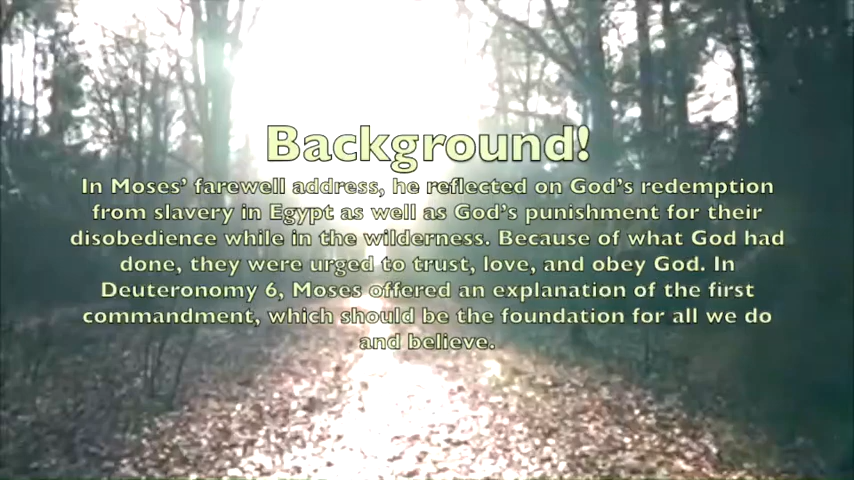 Background!
In Moses’ farewell address, he reflected on God’s redemption
from slavery in Egypt as well as God’s punishment for their
disobedience while in the wilderness. Because of what God had
done, they were urged to trust, love, and obey God. In
Deuteronomy 6, Moses offered an explanation of the first
commandment, which should be the foundation for all we do
and believe.